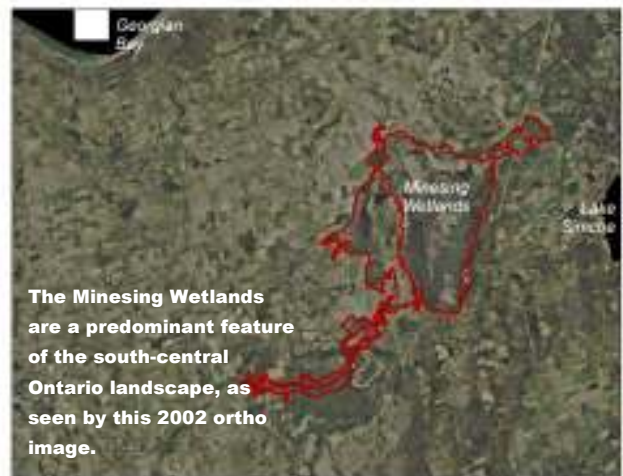 Georgian
Bay
Minesing
Wetlands
Lake
Simcoe
The Minesing Wetlands
are a predominant feature
of the south-central
Ontario landscape, as
seen by this 2002 ortho
image.